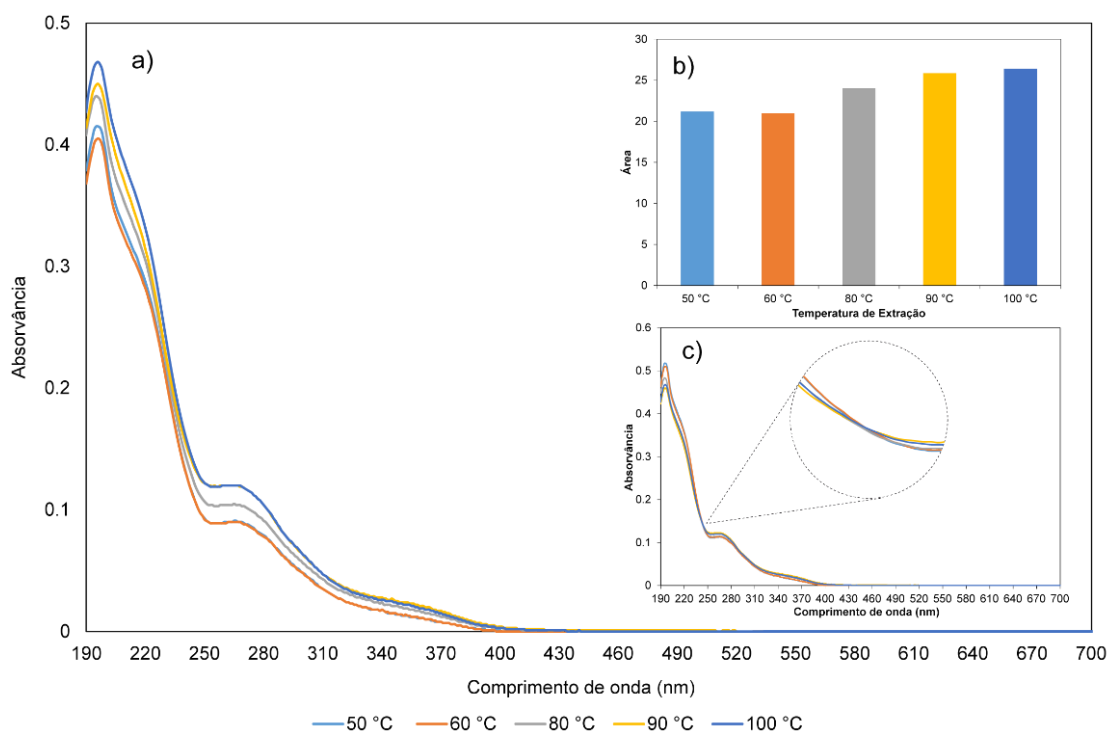 a)
Absorvância
0.5
0.4
0.3
0.2
0.1
0
190 220 250 280 310 340 370 400 430 460 490 520 550 580 610 640 670 700
Comprimento de onda (nm)
b)
Área
30
25
20
15
10
5
0
50 °C 60 °C 80 °C 90 °C 100 °C
Temperatura de Extração
c)
Absorvância
0.6
0.5
0.4
0.3
0.2
0.1
0
190 220 250 280 310 340 370 400 430 460 490 520 550 580 610 640 670 700
Comprimento de onda (nm)
50 °C 60 °C 80 °C 90 °C 100 °C